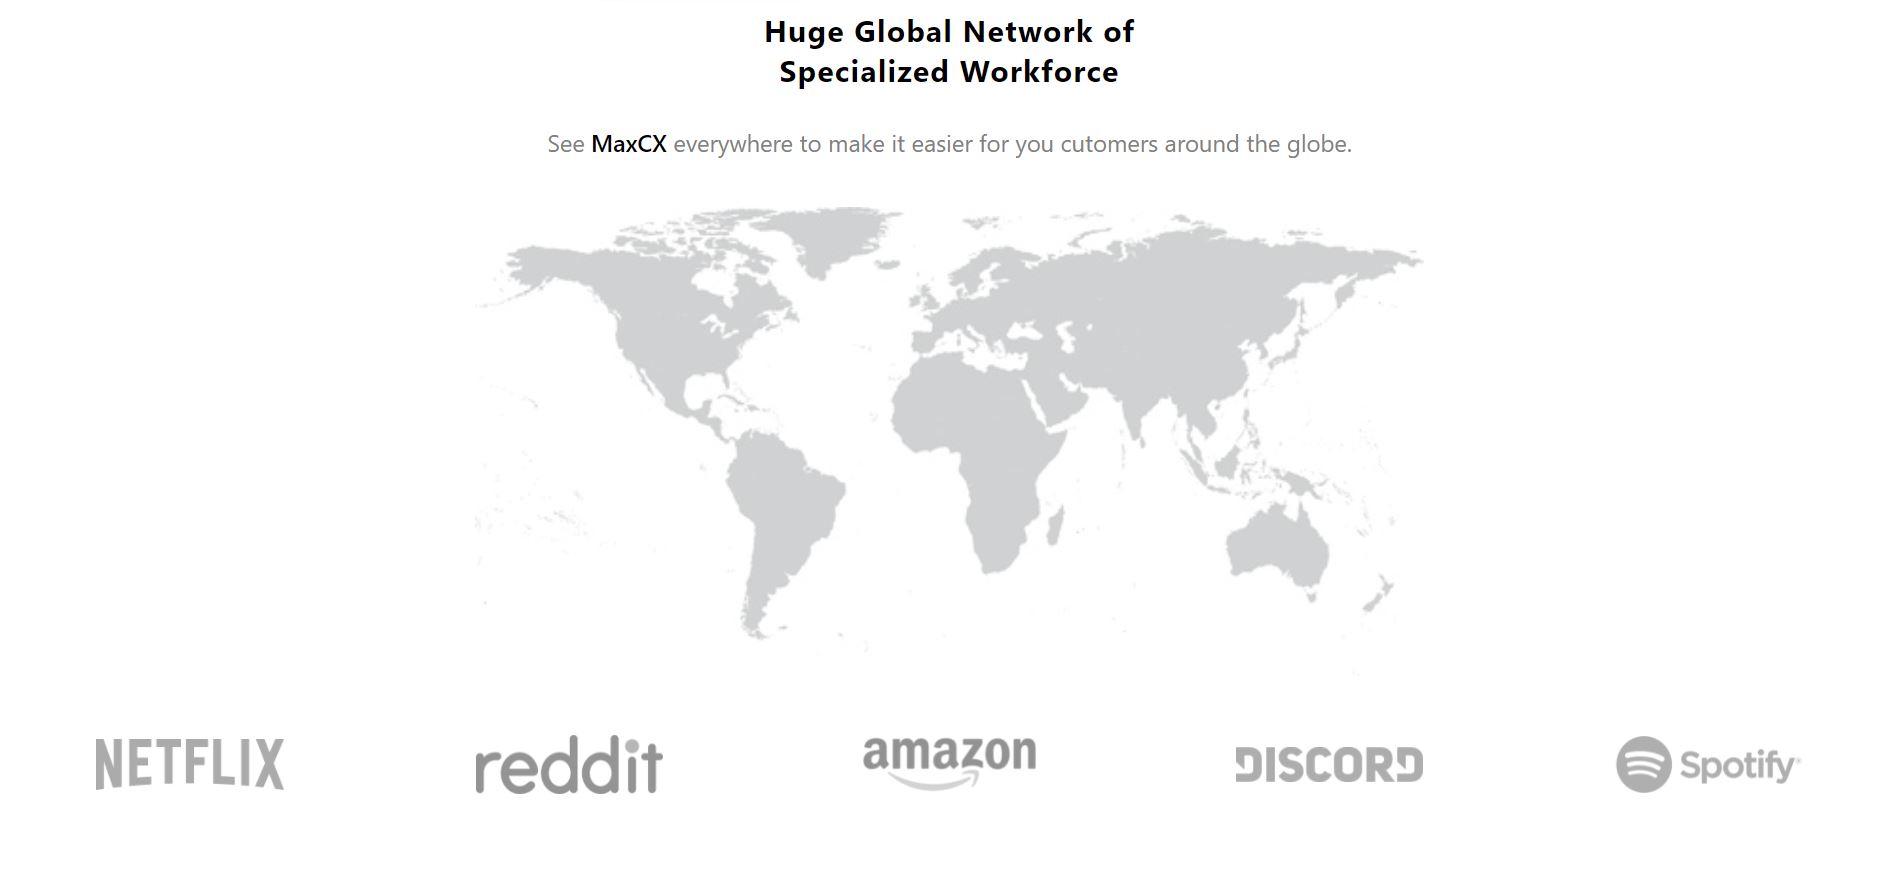 Huge Global Network of
Specialized Workforce
See MaxCX everywhere to make it easier for you cutomers around the globe.
NETFLIX
reddit
amazon
DISCORD
Spotify